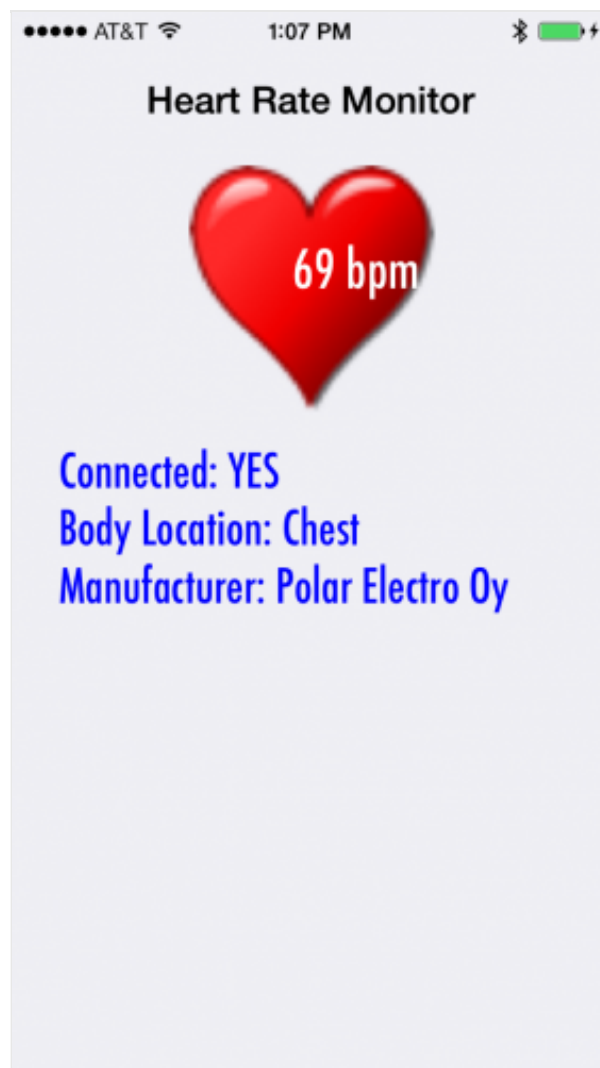 AT&T 1:07 PM
Heart Rate Monitor
69 bpm
Connected: YES
Body Location: Chest
Manufacturer: Polar Electro Oy